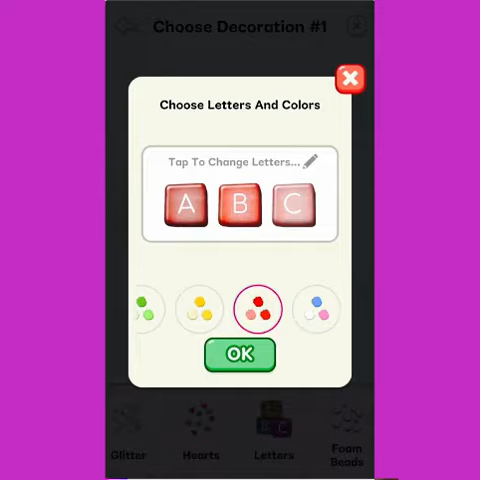 Choose Decoration #1
Choose Letters And Colors
Tap To Change Letters...
A B C
OK
Glitter Hearts Letters Foam
Beads